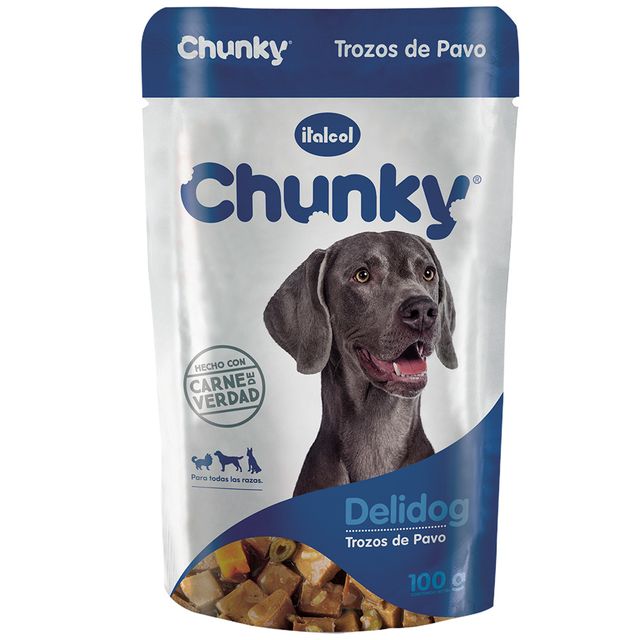 Chunky®
Trozos de Pavo
italcol
Chunky®
HECHO CON
CARNE DE
VERDAD
Para todas las razas.
Delidog
Trozos de Pavo
100 g